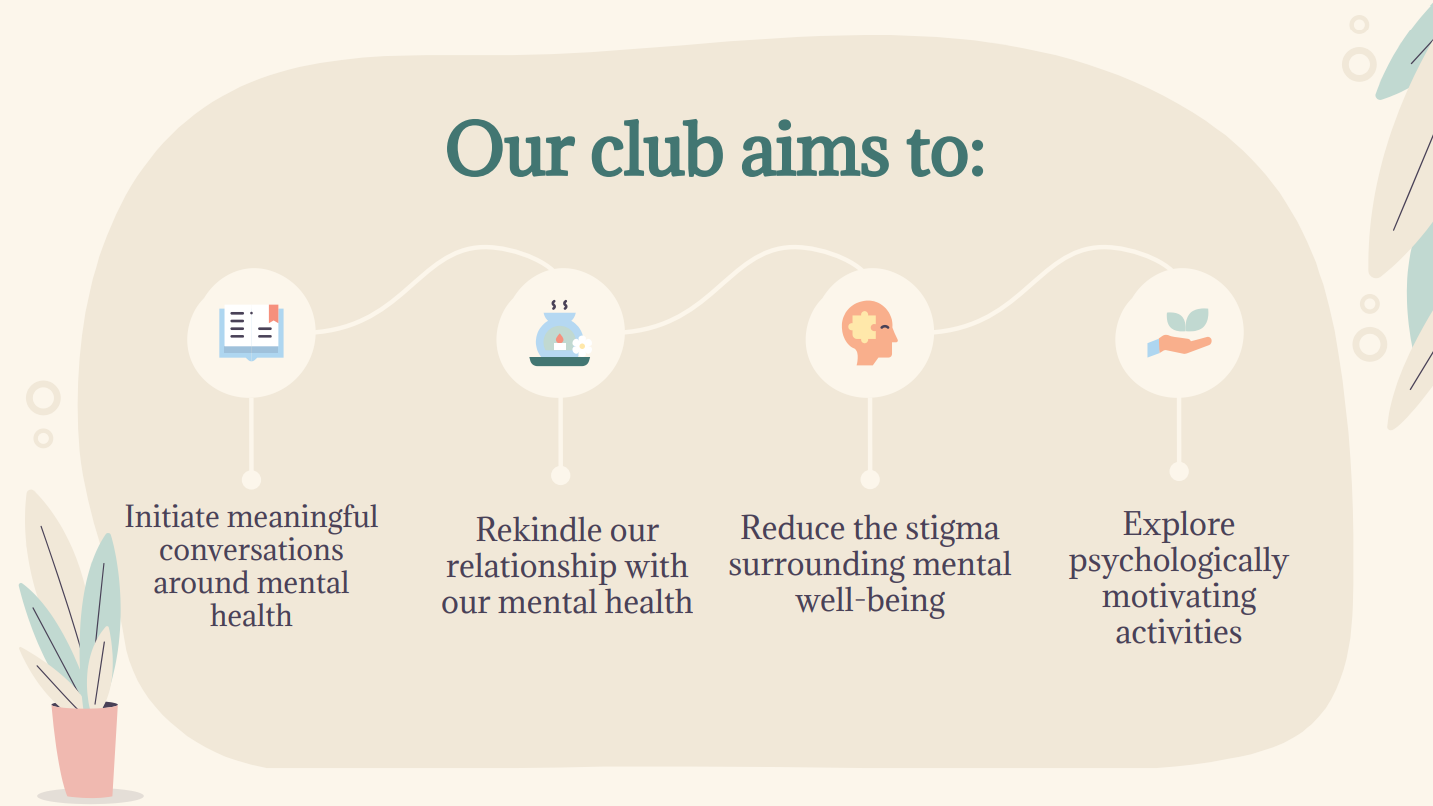 Our club aims to:
Initiate meaningful
conversations
around mental
health
Rekindle our
relationship with
our mental health
Reduce the stigma
surrounding mental
well-being
Explore
psychologically
motivating
activities